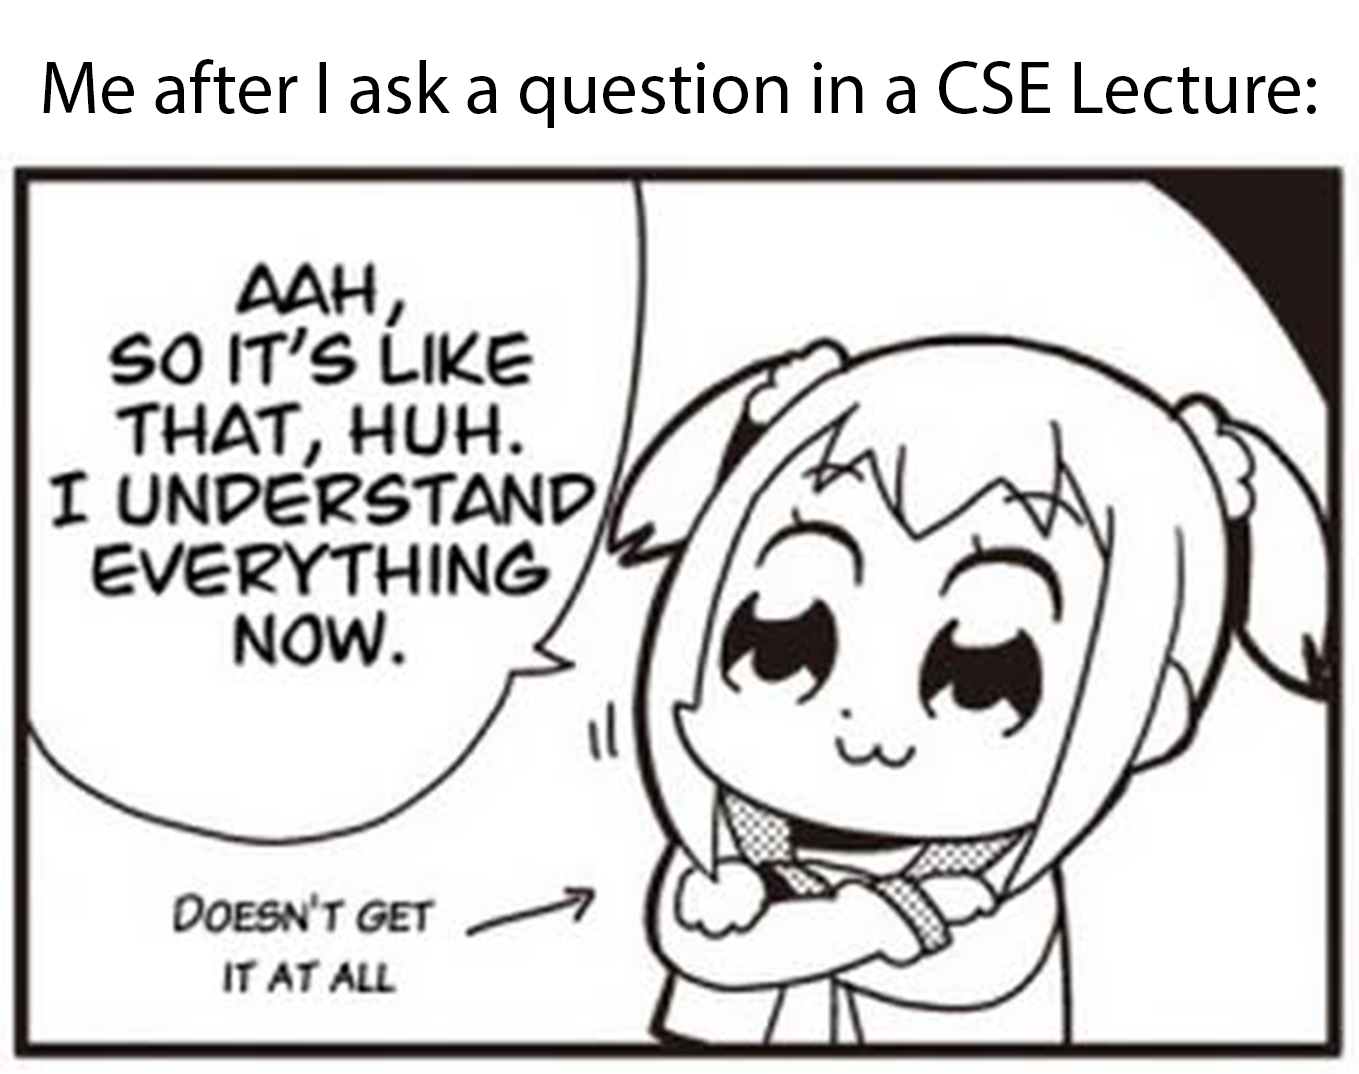 Me after I ask a question in a CSE Lecture:
AAH,
SO IT'S LIKE
THAT, HUH.
I UNDERSTAND
EVERYTHING
NOW.
DOESN'T GET
IT AT ALL